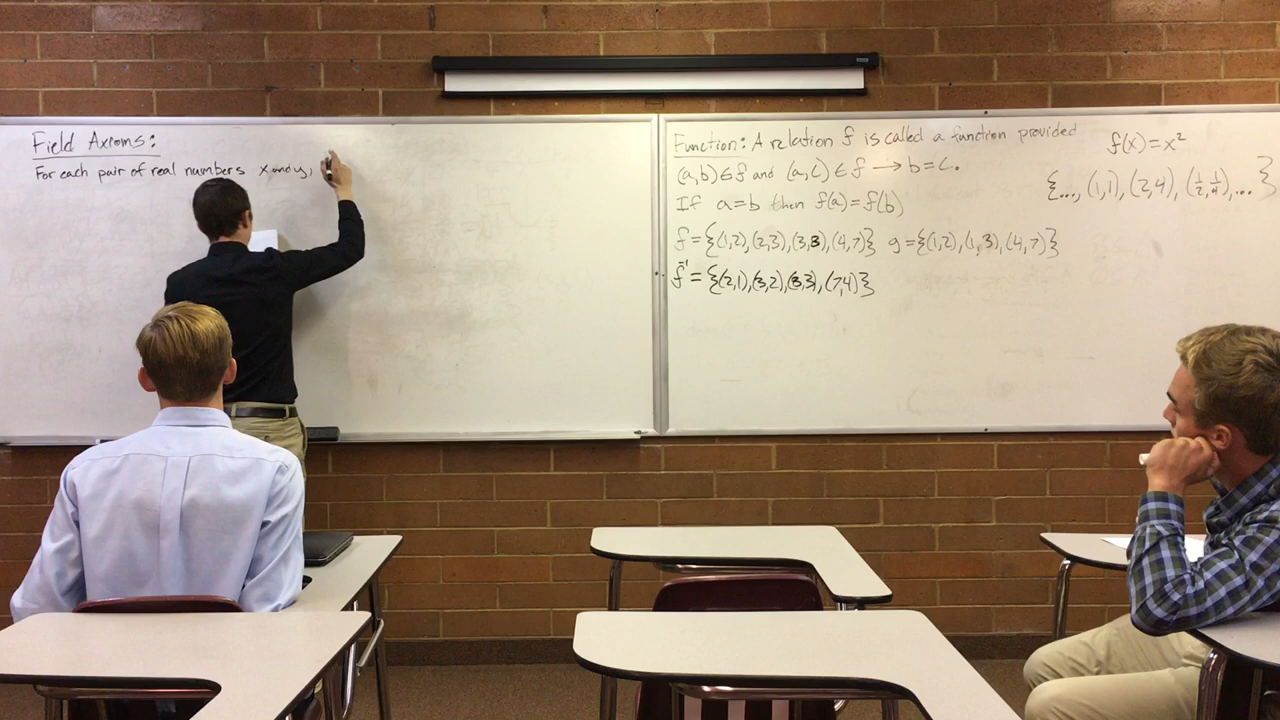 Field Axioms:
For each pair of real numbers x and y,
Function: A relation f is called a function provided
(a,b) ∈ f and (a,c) ∈ f → b=c.
If a=b then f(a)=f(b)
f={(1,2),(2,3),(3,8),(4,7)} g={(1,2),(1,3),(4,7)}
f⁻¹={(2,1),(3,2),(8,3),(7,4)}
f(x)=x²
{...,(1,1),(2,4),(1/2,1/4),...}